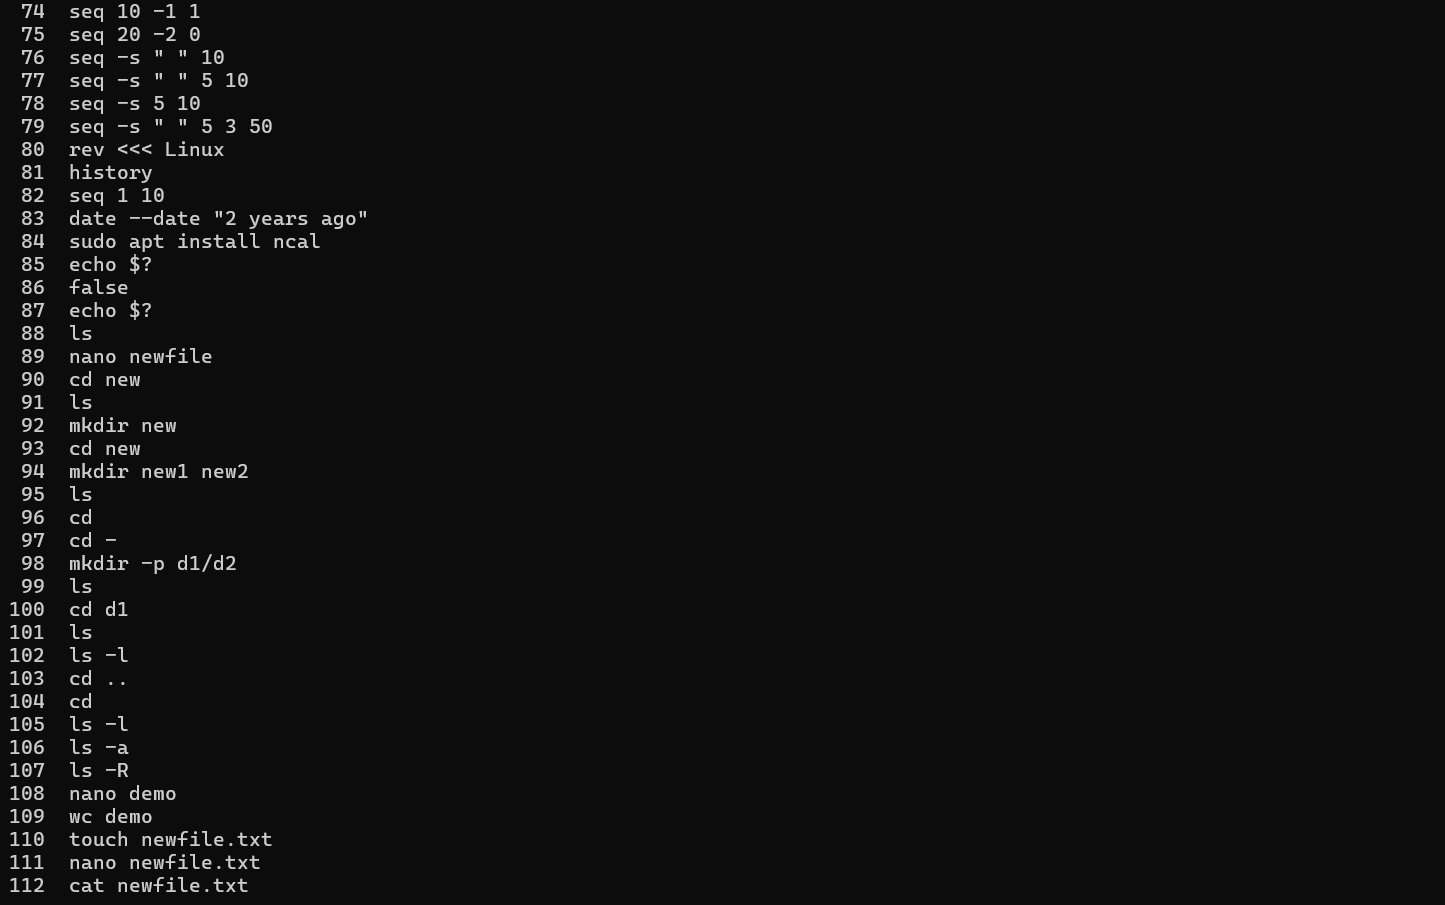 74  seq 10 -1 1
75  seq 20 -2 0
76  seq -s " " 10
77  seq -s " " 5 10
78  seq -s 5 10
79  seq -s " " 5 3 50
80  rev <<< Linux
81  history
82  seq 1 10
83  date --date "2 years ago"
84  sudo apt install ncal
85  echo $?
86  false
87  echo $?
88  ls
89  nano newfile
90  cd new
91  ls
92  mkdir new
93  cd new
94  mkdir new1 new2
95  ls
96  cd
97  cd -
98  mkdir -p d1/d2
99  ls
100  cd d1
101  ls
102  ls -l
103  cd ..
104  cd
105  ls -l
106  ls -a
107  ls -R
108  nano demo
109  wc demo
110  touch newfile.txt
111  nano newfile.txt
112  cat newfile.txt